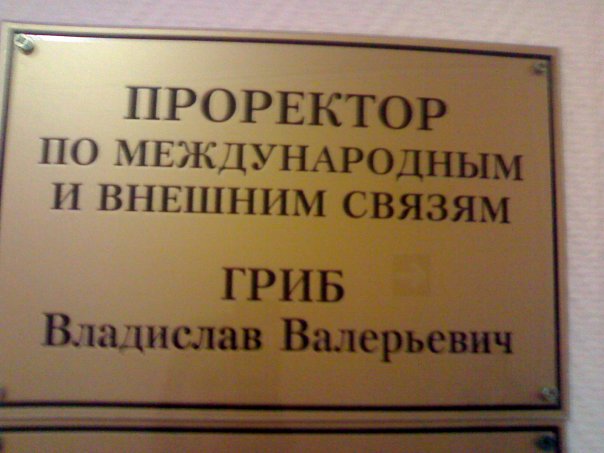 ПРОРЕКТОР
ПО МЕЖДУНАРОДНЫМ
И ВНЕШНИМ СВЯЗЯМ
ГРИБ
Владислав Валерьевич